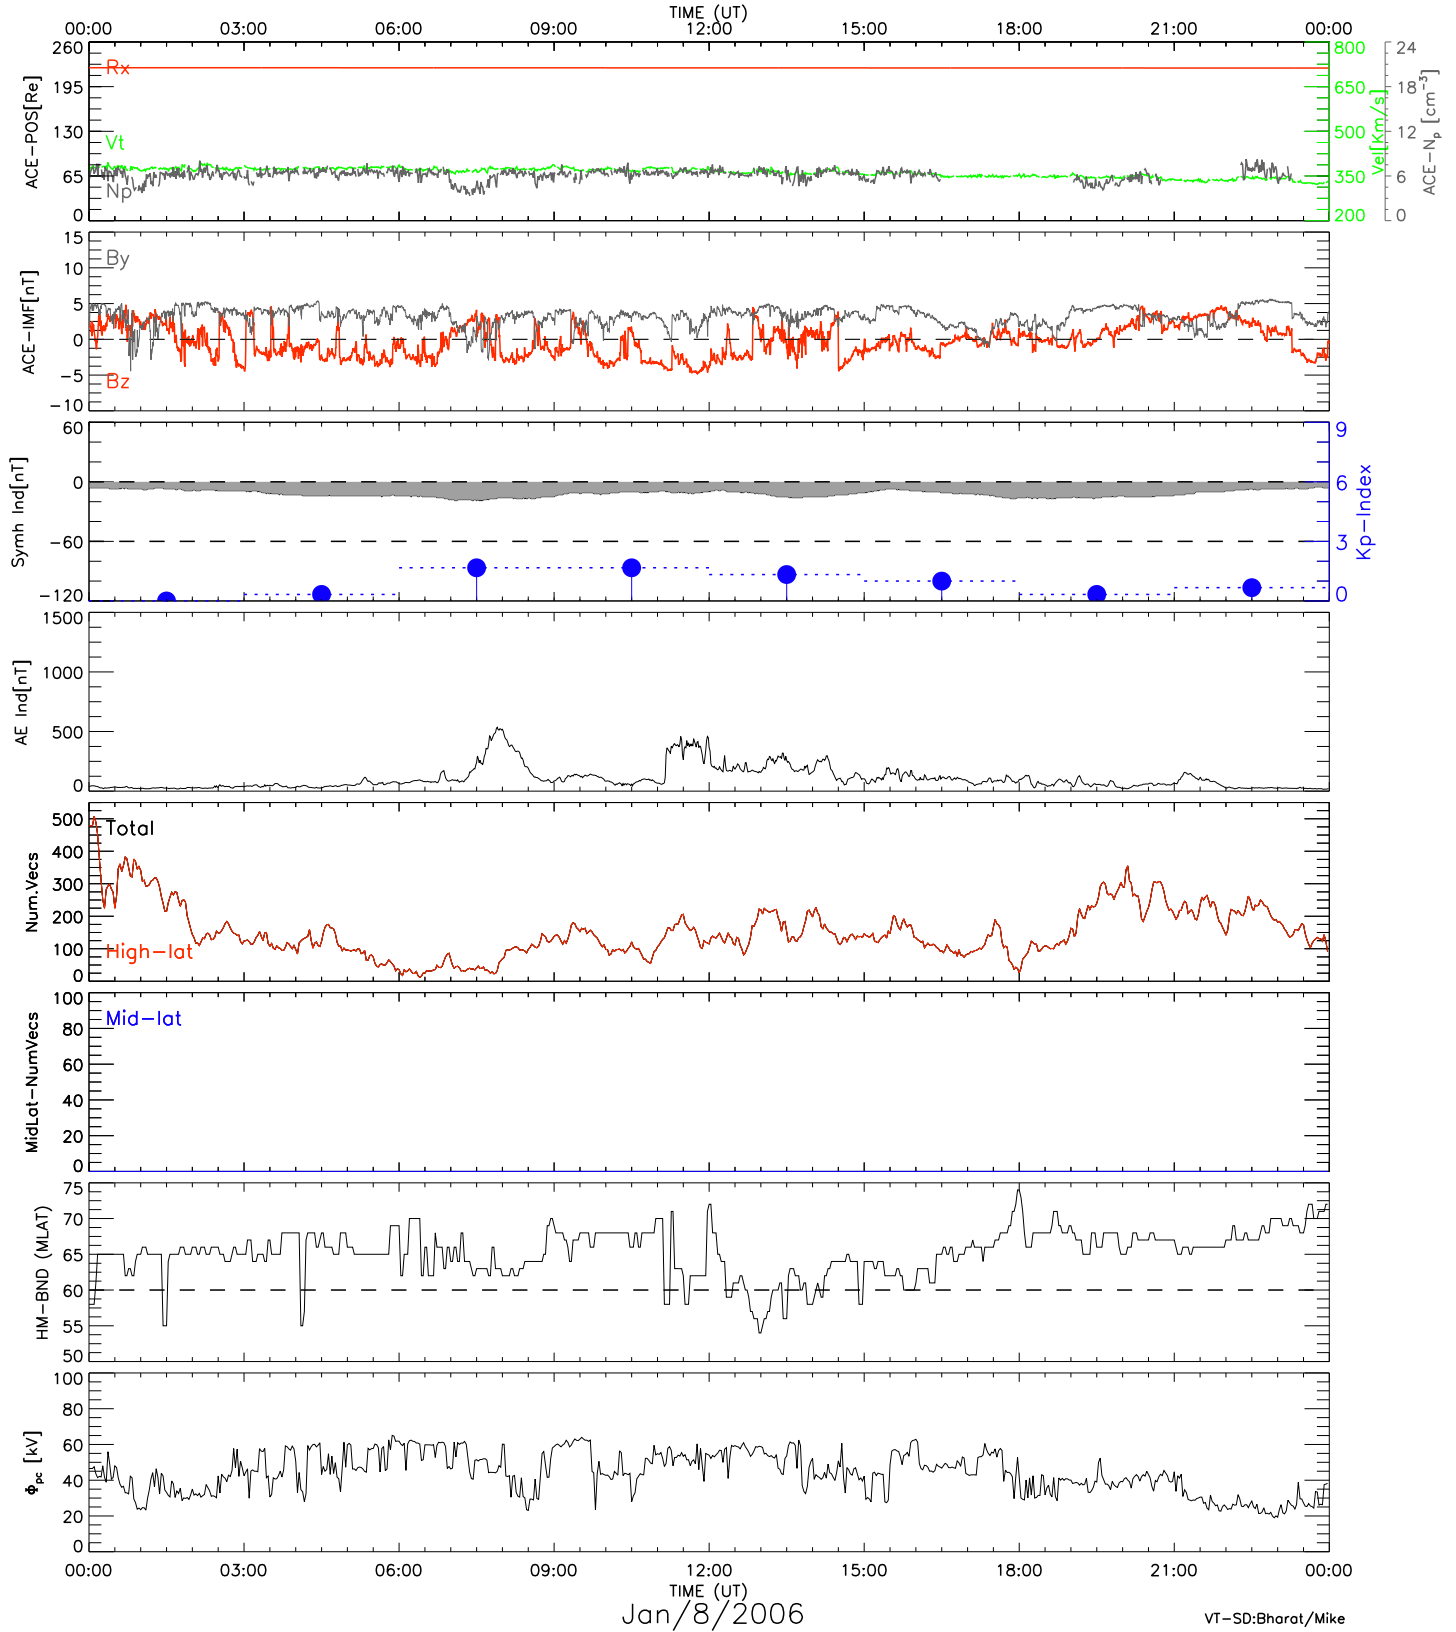 TIME (UT)
00:00 03:00 06:00 09:00 12:00 15:00 18:00 21:00 00:00
ACE-POS[Re]
260
195
130
65
0
Rx
Vt
Np
800
650
500
350
200
Vel[Km/s]
24
18
12
6
0
ACE-Np [cm⁻³]
ACE-IMF[nT]
15
10
5
0
-5
-10
By
Bz
Symh Ind[nT]
60
0
-60
-120
9
6
3
0
Kp-Index
AE Ind[nT]
1500
1000
500
0
Num.Vecs
500
400
300
200
100
0
Total
High-lat
MidLat-NumVecs
100
80
60
40
20
0
Mid-lat
HM-BND (MLAT)
75
70
65
60
55
50
Φpc [kV]
100
80
60
40
20
0
00:00 03:00 06:00 09:00 12:00 15:00 18:00 21:00 00:00
TIME (UT)
Jan/8/2006
VT-SD:Bharat/Mike